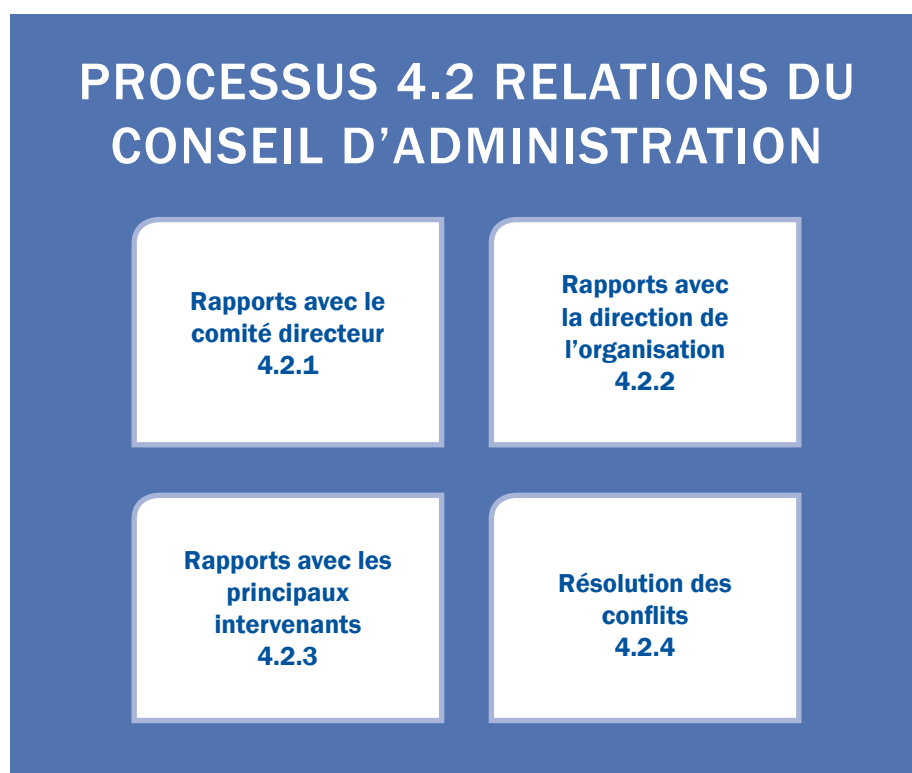 PROCESSUS 4.2 RELATIONS DU
CONSEIL D’ADMINISTRATION
Rapports avec le
comité directeur
4.2.1
Rapports avec
la direction de
l’organisation
4.2.2
Rapports avec les
principaux
intervenants
4.2.3
Résolution des
conflits
4.2.4